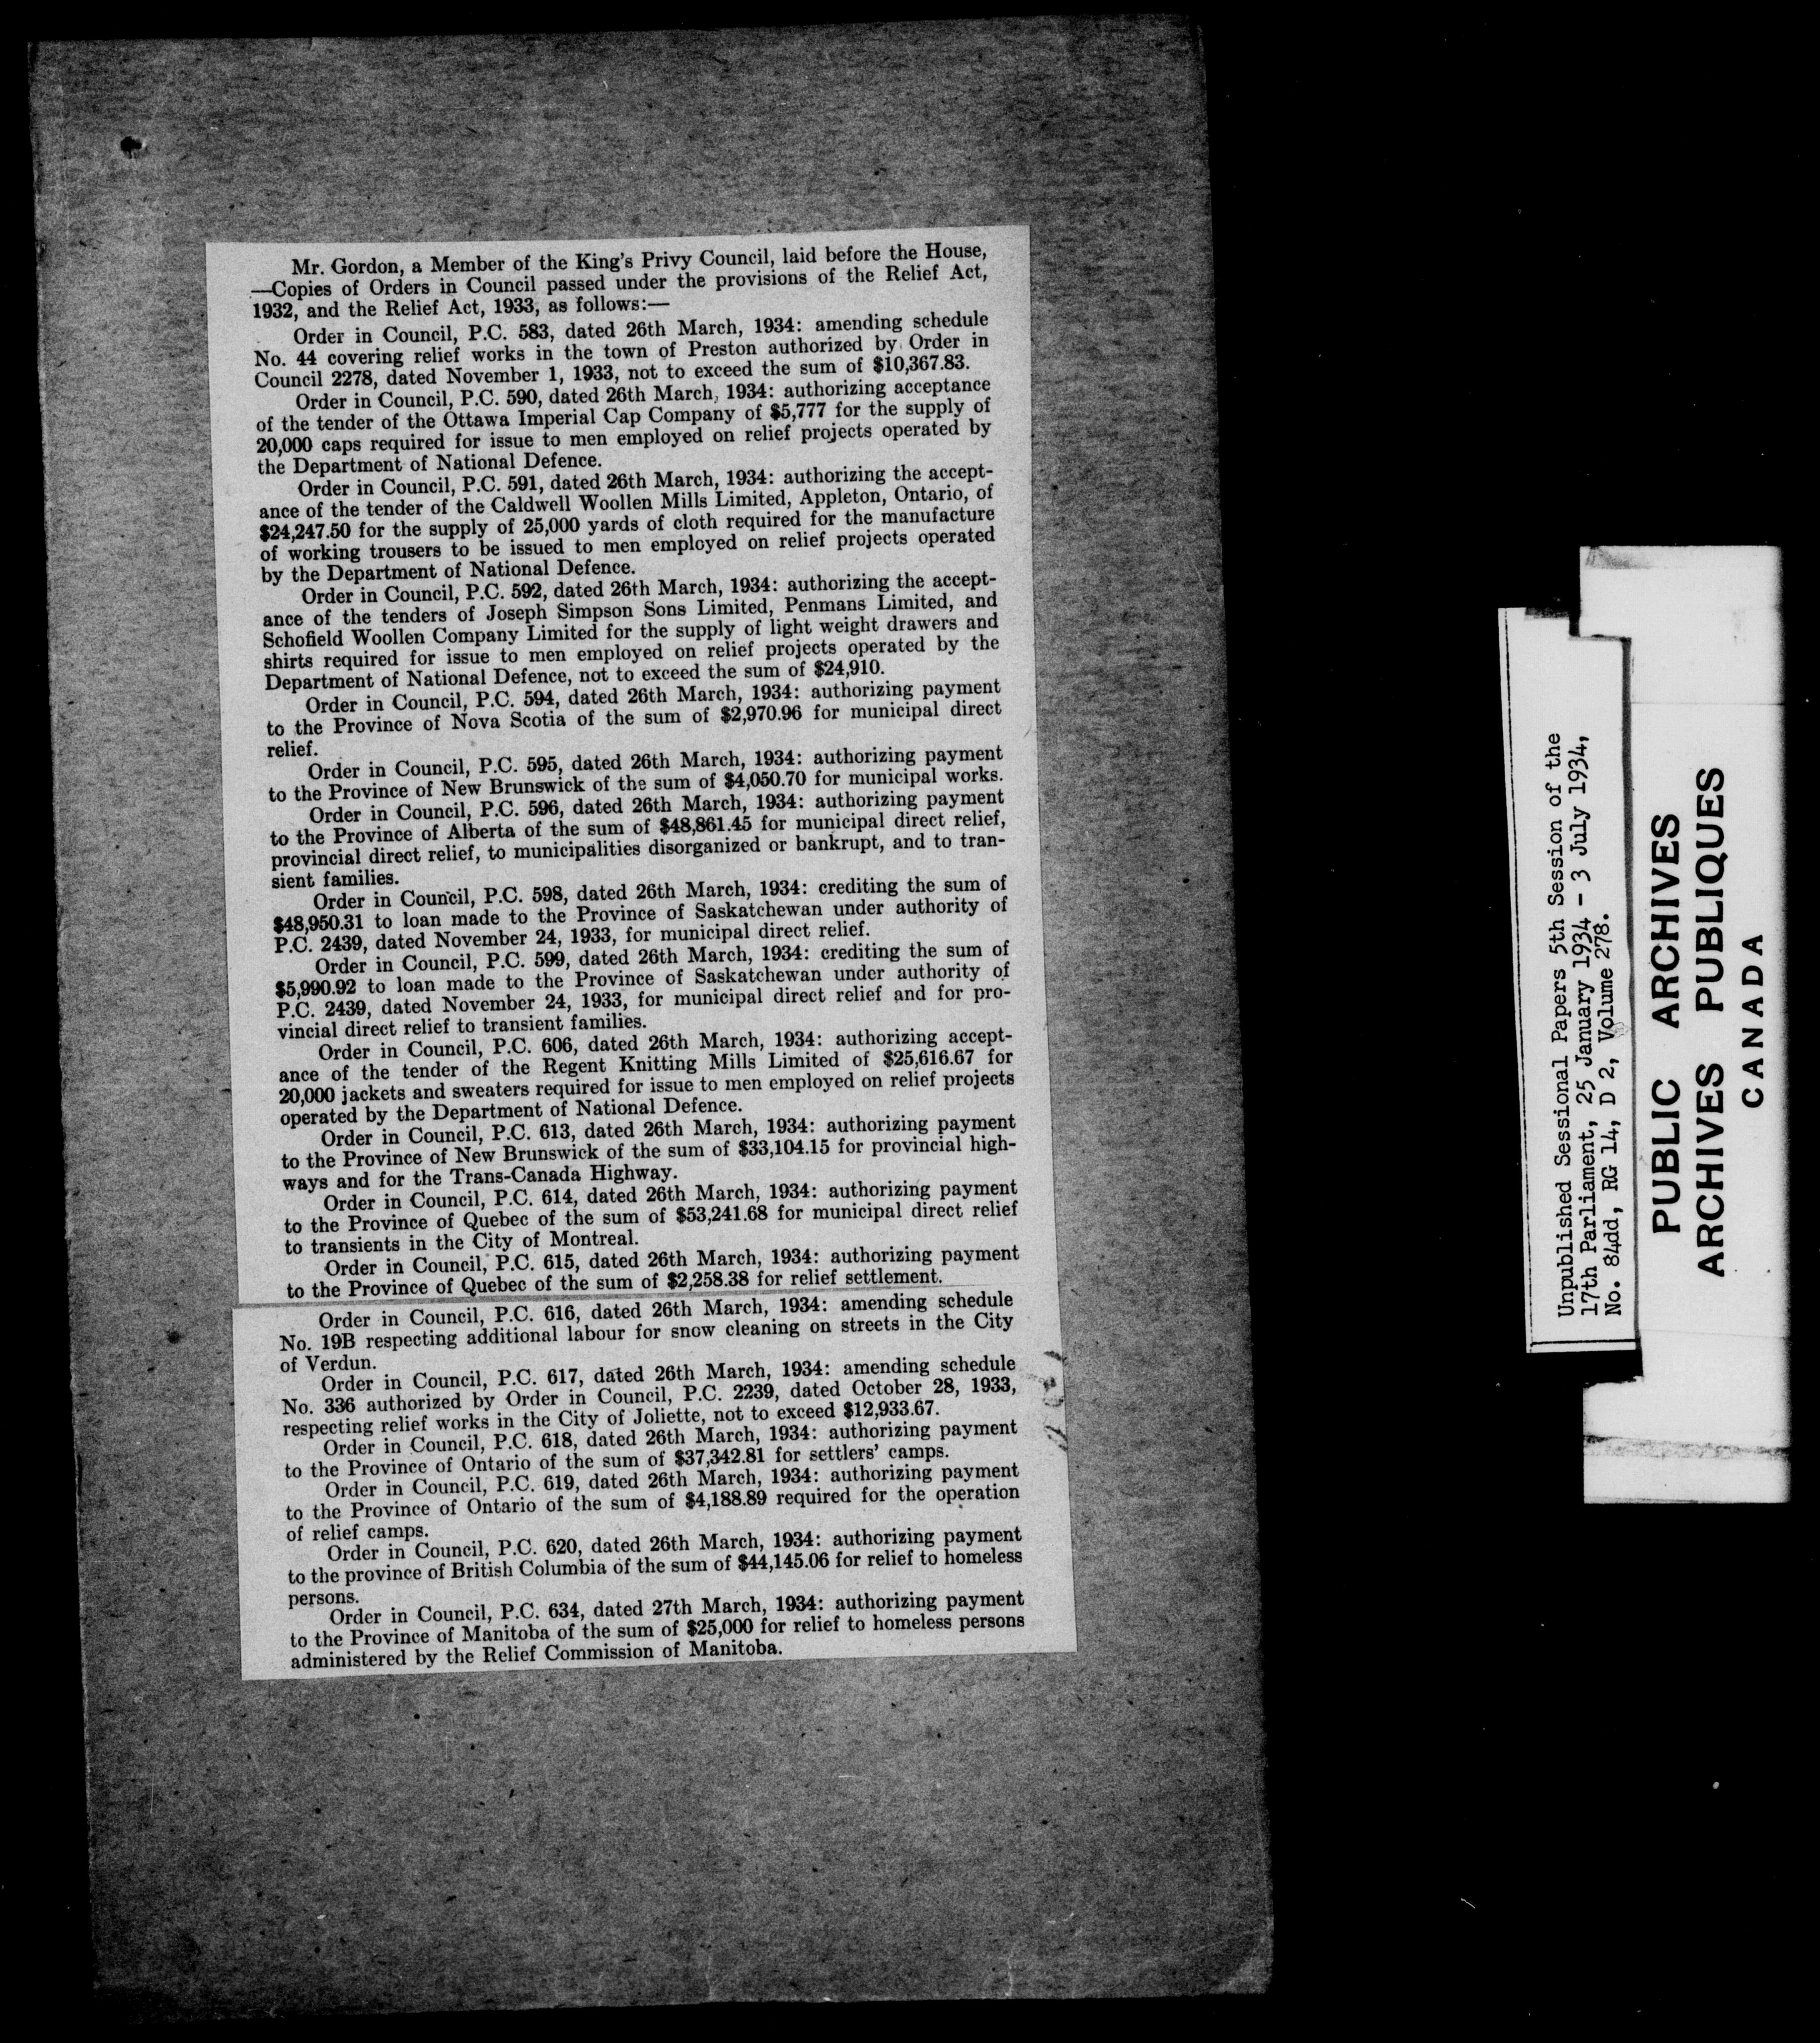 Mr. Gordon, a Member of the King's Privy Council, laid before the House,
—Copies of Orders in Council passed under the provisions of the Relief Act,
1932, and the Relief Act, 1933, as follows:—
Order in Council, P.C. 583, dated 26th March, 1934: amending schedule
No. 44 covering relief works in the town of Preston authorized by Order in
Council 2278, dated November 1, 1933, not to exceed the sum of $10,367.83.
Order in Council, P.C. 590, dated 26th March, 1934: authorizing acceptance
of the tender of the Ottawa Imperial Cap Company of $5,777 for the supply of
20,000 caps required for issue to men employed on relief projects operated by
the Department of National Defence.
Order in Council, P.C. 591, dated 26th March, 1934: authorizing the accept-
ance of the tender of the Caldwell Woollen Mills Limited, Appleton, Ontario, of
$24,247.50 for the supply of 25,000 yards of cloth required for the manufacture
of working trousers to be issued to men employed on relief projects operated
by the Department of National Defence.
Order in Council, P.C. 592, dated 26th March, 1934: authorizing the accept-
ance of the tenders of Joseph Simpson Sons Limited, Penmans Limited, and
Schofield Woollen Company Limited for the supply of light weight drawers and
shirts required for issue to men employed on relief projects operated by the
Department of National Defence, not to exceed the sum of $24,910.
Order in Council, P.C. 594, dated 26th March, 1934: authorizing payment
to the Province of Nova Scotia of the sum of $2,970.96 for municipal direct
relief.
Order in Council, P.C. 595, dated 26th March, 1934: authorizing payment
to the Province of New Brunswick of the sum of $4,050.70 for municipal works.
Order in Council, P.C. 596, dated 26th March, 1934: authorizing payment
to the Province of Alberta of the sum of $48,861.45 for municipal direct relief,
provincial direct relief, to municipalities disorganized or bankrupt, and to tran-
sient families.
Order in Council, P.C. 598, dated 26th March, 1934: crediting the sum of
$48,950.31 to loan made to the Province of Saskatchewan under authority of
P.C. 2439, dated November 24, 1933, for municipal direct relief.
Order in Council, P.C. 599, dated 26th March, 1934: crediting the sum of
$5,990.92 to loan made to the Province of Saskatchewan under authority of
P.C. 2439, dated November 24, 1933, for municipal direct relief and for pro-
vincial direct relief to transient families.
Order in Council, P.C. 606, dated 26th March, 1934: authorizing accept-
ance of the tender of the Regent Knitting Mills Limited of $25,616.67 for
20,000 jackets and sweaters required for issue to men employed on relief projects
operated by the Department of National Defence.
Order in Council, P.C. 613, dated 26th March, 1934: authorizing payment
to the Province of New Brunswick of the sum of $33,104.15 for provincial high-
ways and for the Trans-Canada Highway.
Order in Council, P.C. 614, dated 26th March, 1934: authorizing payment
to the Province of Quebec of the sum of $53,241.68 for municipal direct relief
to transients in the City of Montreal.
Order in Council, P.C. 615, dated 26th March, 1934: authorizing payment
to the Province of Quebec of the sum of $2,258.38 for relief settlement.
Order in Council, P.C. 616, dated 26th March, 1934: amending schedule
No. 19B respecting additional labour for snow cleaning on streets in the City
of Verdun.
Order in Council, P.C. 617, dated 26th March, 1934: amending schedule
No. 336 authorized by Order in Council, P.C. 2239, dated October 28, 1933,
respecting relief works in the City of Joliette, not to exceed $12,933.67.
Order in Council, P.C. 618, dated 26th March, 1934: authorizing payment
to the Province of Ontario of the sum of $37,342.81 for settlers' camps.
Order in Council, P.C. 619, dated 26th March, 1934: authorizing payment
to the Province of Ontario of the sum of $4,188.89 required for the operation
of relief camps.
Order in Council, P.C. 620, dated 26th March, 1934: authorizing payment
to the province of British Columbia of the sum of $44,145.06 for relief to homeless
persons.
Order in Council, P.C. 634, dated 27th March, 1934: authorizing payment
to the Province of Manitoba of the sum of $25,000 for relief to homeless persons
administered by the Relief Commission of Manitoba.
Unpublished Sessional Papers 5th Session of the
17th Parliament, 25 January 1934 - 3 July 1934,
No. 84dd, RG 14, D 2, Volume 278.
PUBLIC ARCHIVES
ARCHIVES PUBLIQUES
CANADA